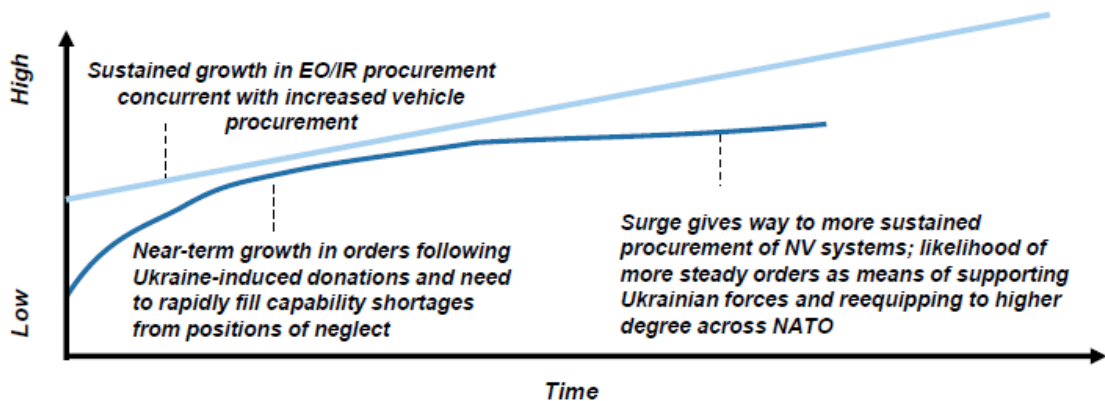 High
Sustained growth in EO/IR procurement
concurrent with increased vehicle
procurement
Near-term growth in orders following
Ukraine-induced donations and need
to rapidly fill capability shortages
from positions of neglect
Surge gives way to more sustained
procurement of NV systems; likelihood of
more steady orders as means of supporting
Ukrainian forces and reequipping to higher
degree across NATO
Low
Time